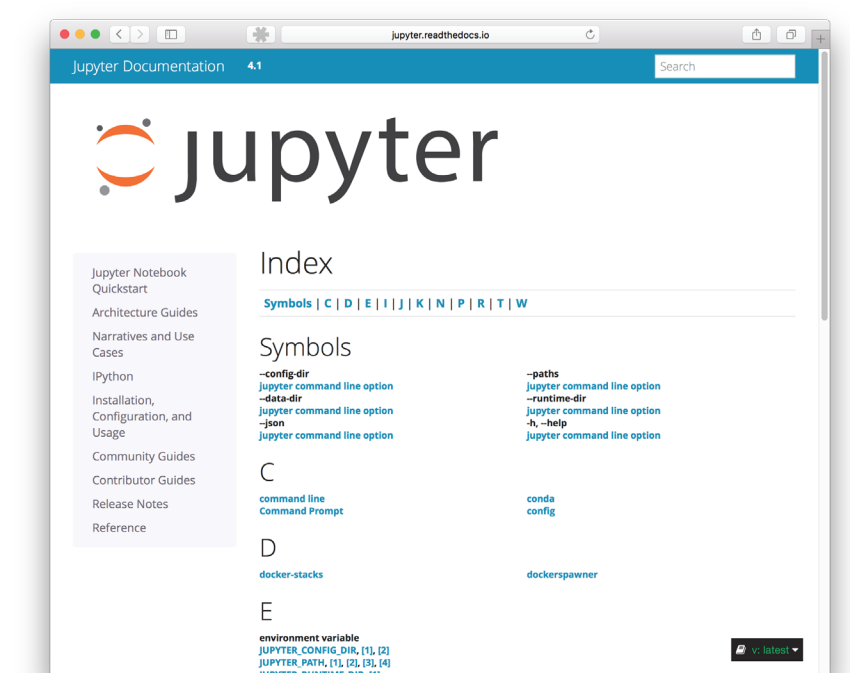 jupyter.readthedocs.io
Jupyter Documentation 4.1
Search
jupyter
Jupyter Notebook
Quickstart
Architecture Guides
Narratives and Use
Cases
IPython
Installation,
Configuration, and
Usage
Community Guides
Contributor Guides
Release Notes
Reference
Index
Symbols | C | D | E | I | J | K | N | P | R | T | W
Symbols
--config-dir
jupyter command line option
--data-dir
jupyter command line option
--json
jupyter command line option
--paths
jupyter command line option
--runtime-dir
jupyter command line option
-h, --help
jupyter command line option
C
command line
Command Prompt
conda
config
D
docker-stacks
dockerspawner
E
environment variable
JUPYTER_CONFIG_DIR, [1], [2]
JUPYTER_PATH, [1], [2], [3], [4]
JUPYTER_RUNTIME_DIR, [1]
v: latest